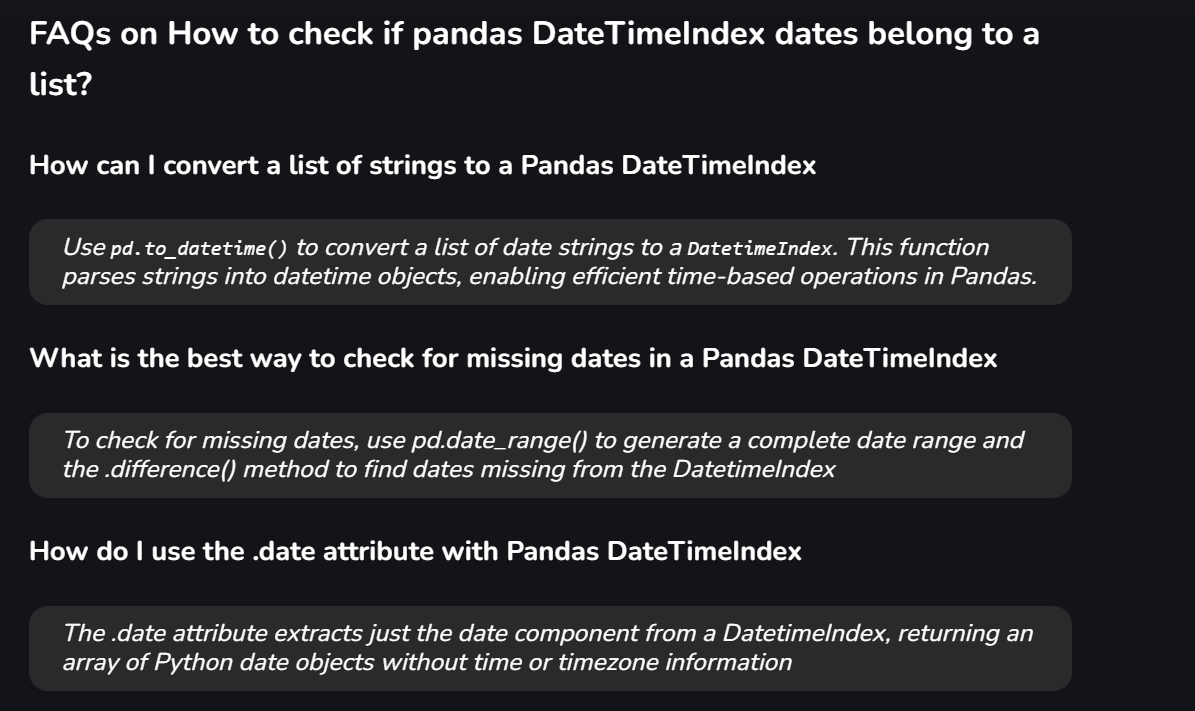 FAQs on How to check if pandas DateTimeIndex dates belong to a
list?
How can I convert a list of strings to a Pandas DateTimeIndex
Use pd.to_datetime() to convert a list of date strings to a DatetimeIndex. This function
parses strings into datetime objects, enabling efficient time-based operations in Pandas.
What is the best way to check for missing dates in a Pandas DateTimeIndex
To check for missing dates, use pd.date_range() to generate a complete date range and
the .difference() method to find dates missing from the DatetimeIndex
How do I use the .date attribute with Pandas DateTimeIndex
The .date attribute extracts just the date component from a DatetimeIndex, returning an
array of Python date objects without time or timezone information